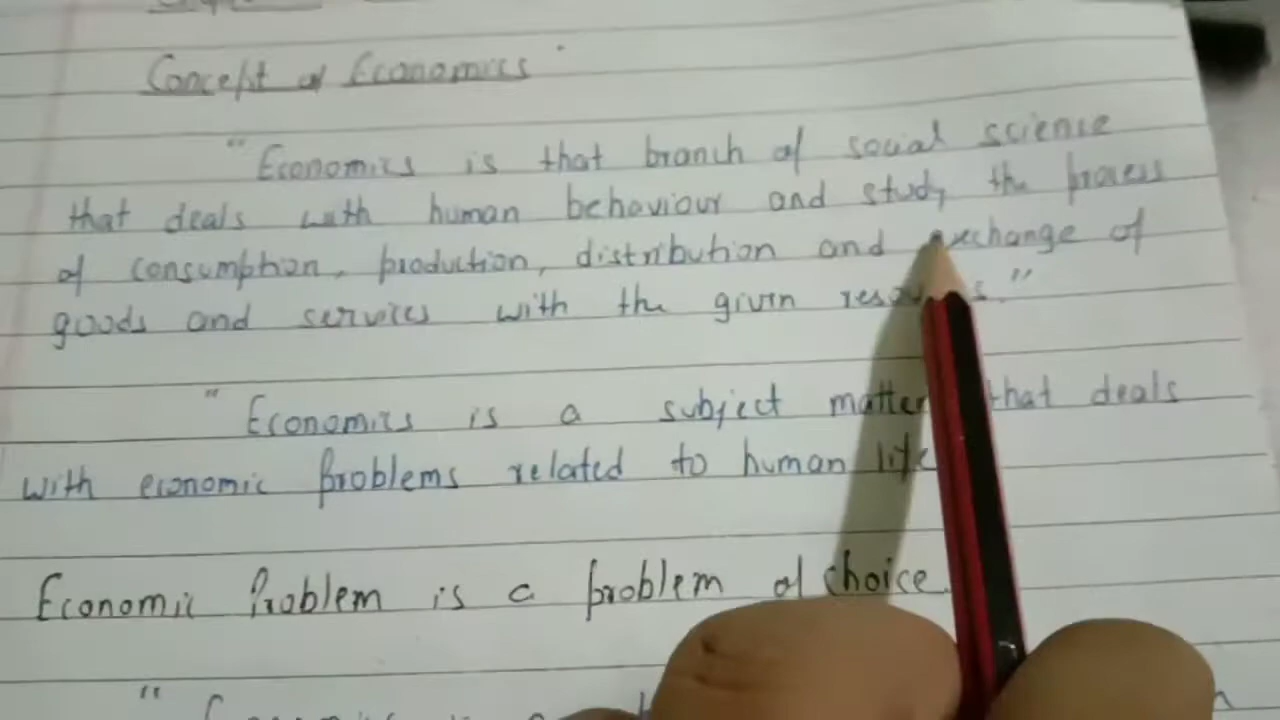 Concept of Economics
"Economics is that branch of social science
that deals with human behaviour and study the process
of consumption, production, distribution and exchange of
goods and services with the given resources."
"Economics is a subject matter that deals
with economic problems related to human life
Economic Problem is a problem of choice.
"